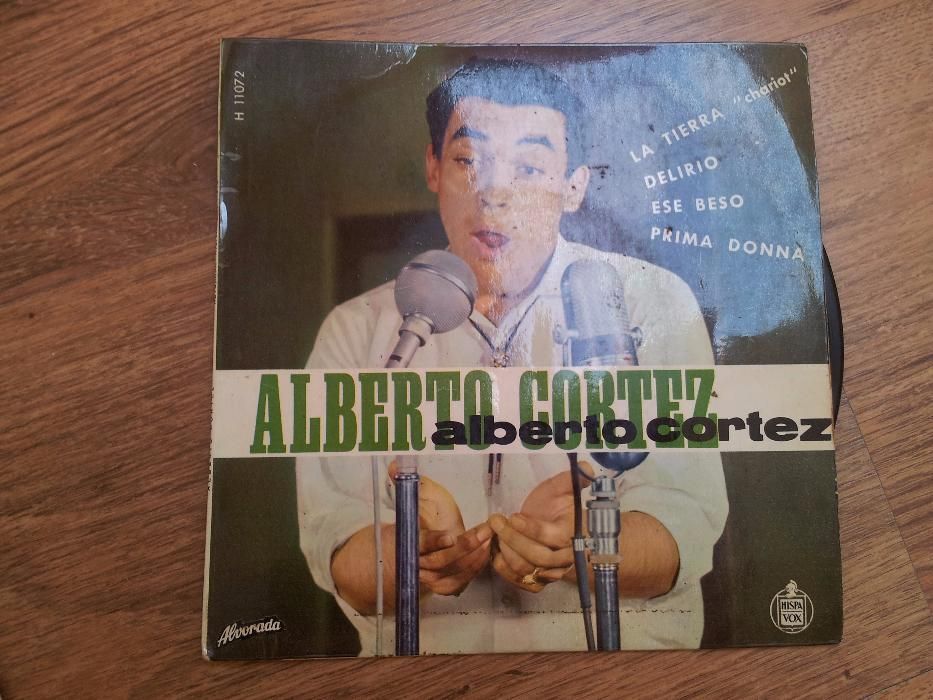 H 11072
LA TIERRA "chariot"
DELIRIO
ESE BESO
PRIMA DONNA
ALBERTO CORTEZ
alberto cortez
Alvorada
HISPA
VOX